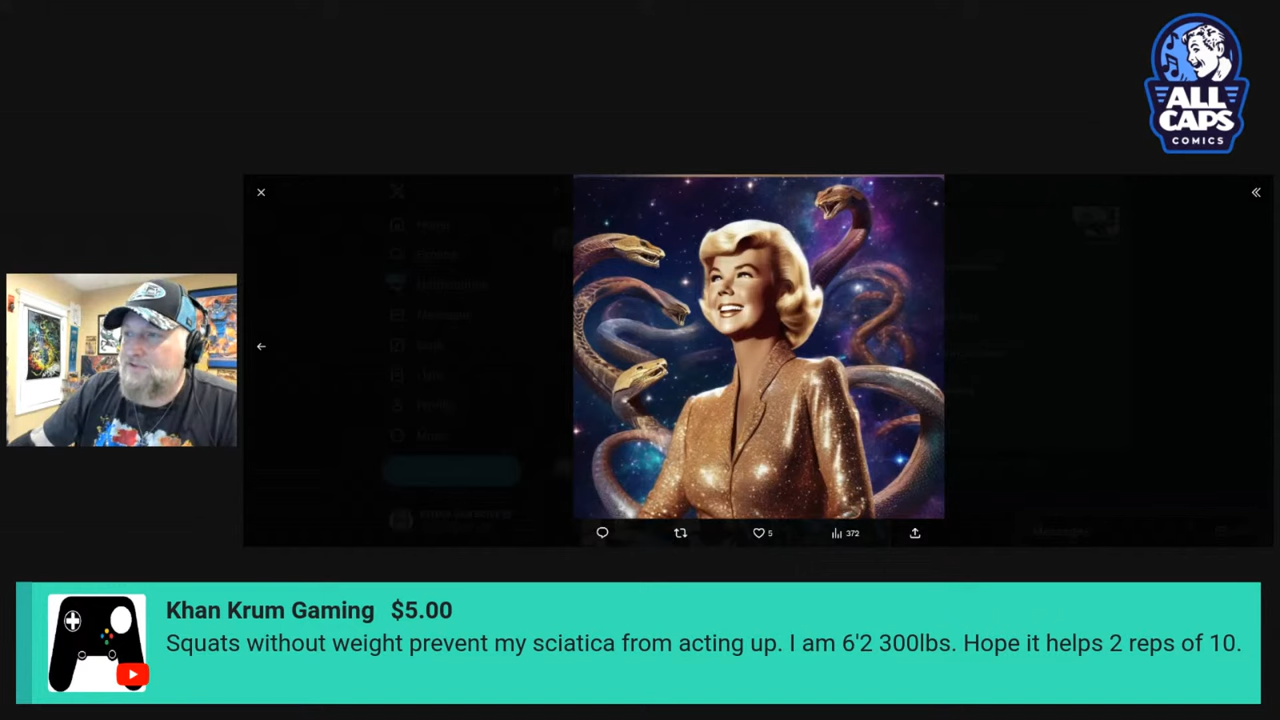 ALL
CAPS
COMICS
5
372
Khan Krum Gaming $5.00
Squats without weight prevent my sciatica from acting up. I am 6'2 300lbs. Hope it helps 2 reps of 10.